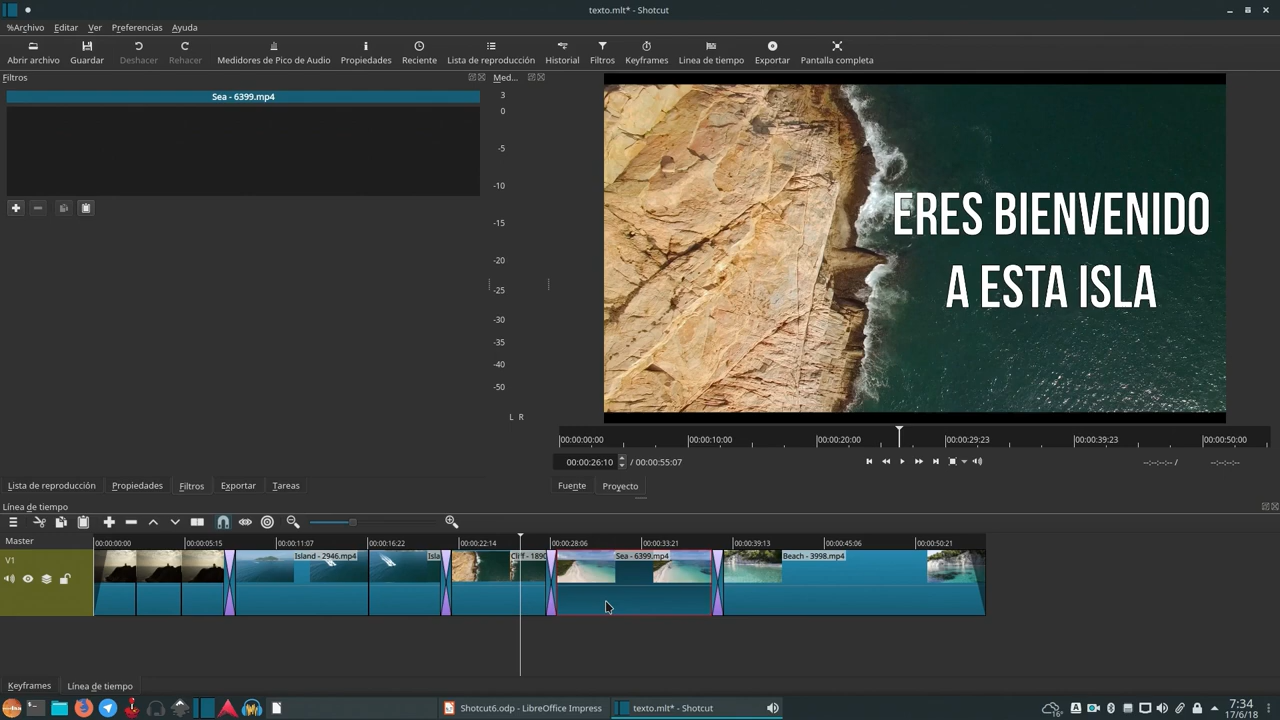 texto.mlt* - Shotcut
%Archivo Editar Ver Preferencias Ayuda
Abrir archivo Guardar Deshacer Rehacer Medidores de Pico de Audio Propiedades Reciente Lista de reproducción Historial Filtros Keyframes Linea de tiempo Exportar Pantalla completa
Filtros
Med...
Sea - 6399.mp4
3
0
-5
-10
-15
-20
-25
-30
-35
-40
-50
L R
ERES BIENVENIDO
A ESTA ISLA
00:00:00:00 00:00:10:00 00:00:20:00 00:00:29:23 00:00:39:23 00:00:50:00
00:00:26:10 / 00:00:55:07 --:--:--:-- / --:--:--:--
Lista de reproducción Propiedades Filtros Exportar Tareas
Fuente Proyecto
Línea de tiempo
Master
00:00:00:00 00:00:05:15 00:00:11:07 00:00:16:22 00:00:22:14 00:00:28:06 00:00:33:21 00:00:39:13 00:00:45:06 00:00:50:21
V1
Island - 2946.mp4 Isla Cliff - 1890 Sea - 6399.mp4 Beach - 3998.mp4
Keyframes Línea de tiempo
Shotcut6.odp - LibreOffice Impress
texto.mlt* - Shotcut
16°
A
7:34
17/6/18